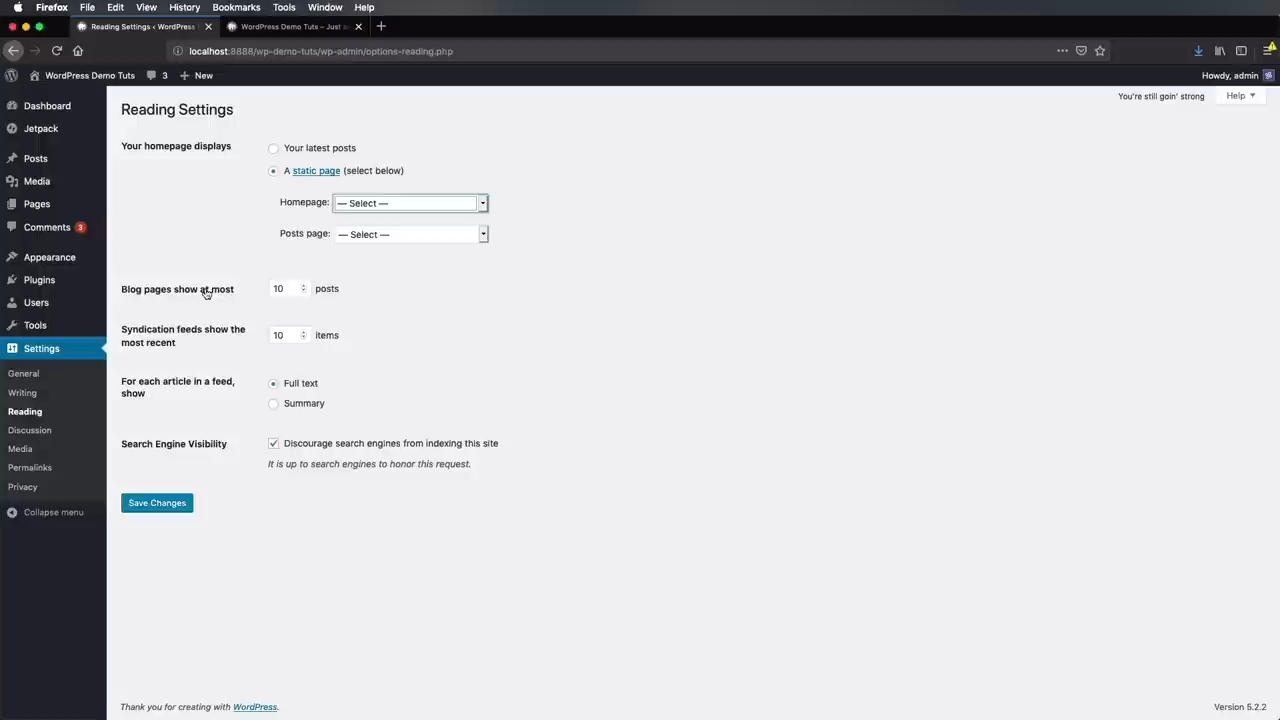 Firefox File Edit View History Bookmarks Tools Window Help
Reading Settings ‹ WordPress
WordPress Demo Tuts – Just a
localhost:8888/wp-demo-tuts/wp-admin/options-reading.php
WordPress Demo Tuts 3 New Howdy, admin
You're still goin' strong Help
Reading Settings
Dashboard
Jetpack
Posts
Media
Pages
Comments 3
Appearance
Plugins
Users
Tools
Settings
General
Writing
Reading
Discussion
Media
Permalinks
Privacy
Collapse menu
Your homepage displays
Your latest posts
A static page (select below)
Homepage: — Select —
Posts page: — Select —
Blog pages show at most 10 posts
Syndication feeds show the
most recent
10 items
For each article in a feed,
show
Full text
Summary
Search Engine Visibility
Discourage search engines from indexing this site
It is up to search engines to honor this request.
Save Changes
Thank you for creating with WordPress.
Version 5.2.2